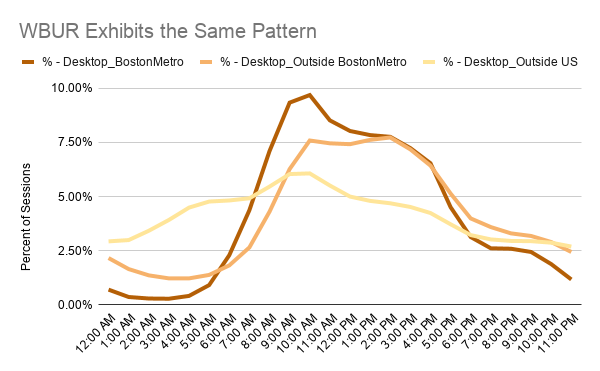 WBUR Exhibits the Same Pattern
% - Desktop_BostonMetro % - Desktop_Outside BostonMetro % - Desktop_Outside US
10.00%
7.50%
5.00%
2.50%
0.00%
Percent of Sessions
12:00 AM
1:00 AM
2:00 AM
3:00 AM
4:00 AM
5:00 AM
6:00 AM
7:00 AM
8:00 AM
9:00 AM
10:00 AM
11:00 AM
12:00 PM
1:00 PM
2:00 PM
3:00 PM
4:00 PM
5:00 PM
6:00 PM
7:00 PM
8:00 PM
9:00 PM
10:00 PM
11:00 PM